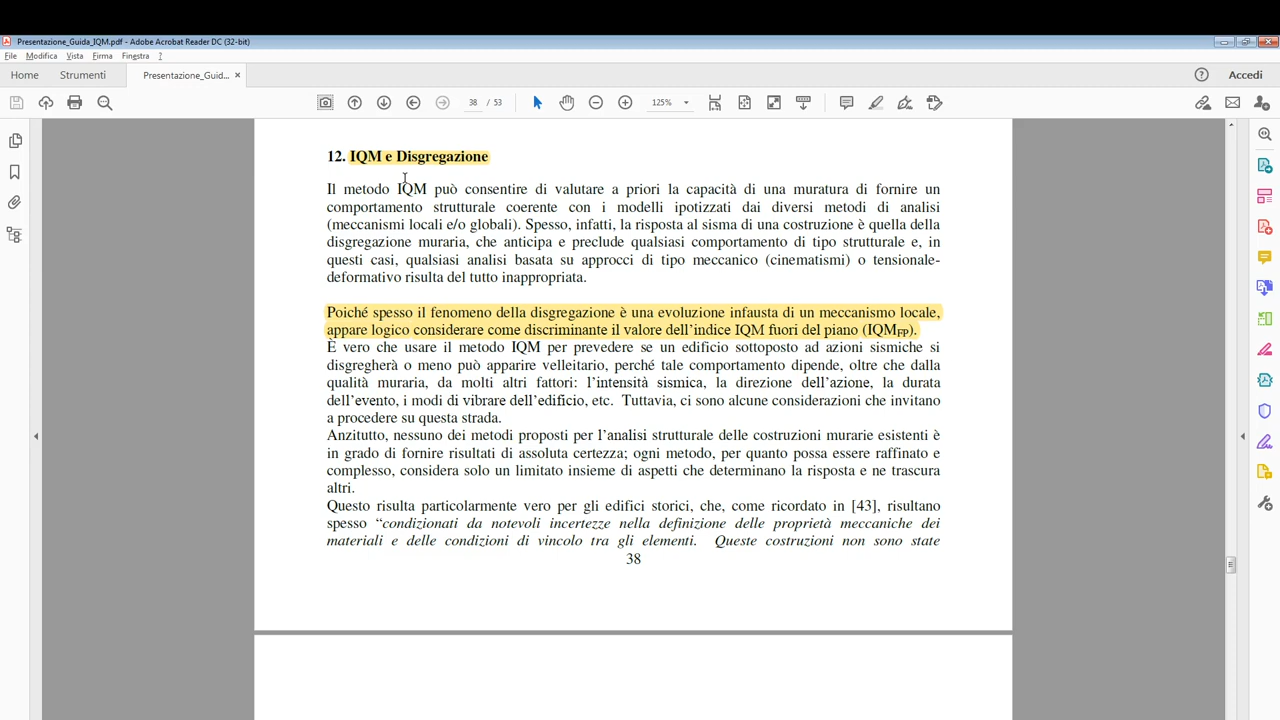 Presentazione_Guida_IQM.pdf - Adobe Acrobat Reader DC (32-bit)
File Modifica Vista Firma Finestra ?
Home Strumenti Presentazione_Guid... × Accedi
38 / 53 125%
12. IQM e Disgregazione
Il metodo IQM può consentire di valutare a priori la capacità di una muratura di fornire un
comportamento strutturale coerente con i modelli ipotizzati dai diversi metodi di analisi
(meccanismi locali e/o globali). Spesso, infatti, la risposta al sisma di una costruzione è quella della
disgregazione muraria, che anticipa e preclude qualsiasi comportamento di tipo strutturale e, in
questi casi, qualsiasi analisi basata su approcci di tipo meccanico (cinematismi) o tensionale-
deformativo risulta del tutto inappropriata.
Poiché spesso il fenomeno della disgregazione è una evoluzione infausta di un meccanismo locale,
appare logico considerare come discriminante il valore dell'indice IQM fuori del piano (IQMFP).
È vero che usare il metodo IQM per prevedere se un edificio sottoposto ad azioni sismiche si
disgregherà o meno può apparire velleitario, perché tale comportamento dipende, oltre che dalla
qualità muraria, da molti altri fattori: l'intensità sismica, la direzione dell'azione, la durata
dell'evento, i modi di vibrare dell'edificio, etc. Tuttavia, ci sono alcune considerazioni che invitano
a procedere su questa strada.
Anzitutto, nessuno dei metodi proposti per l'analisi strutturale delle costruzioni murarie esistenti è
in grado di fornire risultati di assoluta certezza; ogni metodo, per quanto possa essere raffinato e
complesso, considera solo un limitato insieme di aspetti che determinano la risposta e ne trascura
altri.
Questo risulta particolarmente vero per gli edifici storici, che, come ricordato in [43], risultano
spesso "condizionati da notevoli incertezze nella definizione delle proprietà meccaniche dei
materiali e delle condizioni di vincolo tra gli elementi. Queste costruzioni non sono state
38